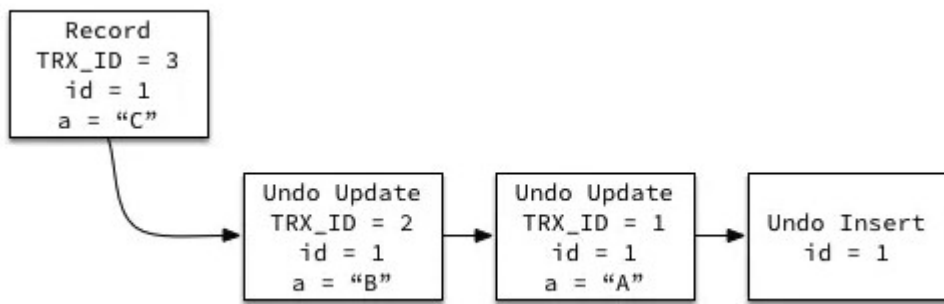 Record
TRX_ID = 3
id = 1
a = “C”
Undo Update
TRX_ID = 2
id = 1
a = “B”
Undo Update
TRX_ID = 1
id = 1
a = “A”
Undo Insert
id = 1